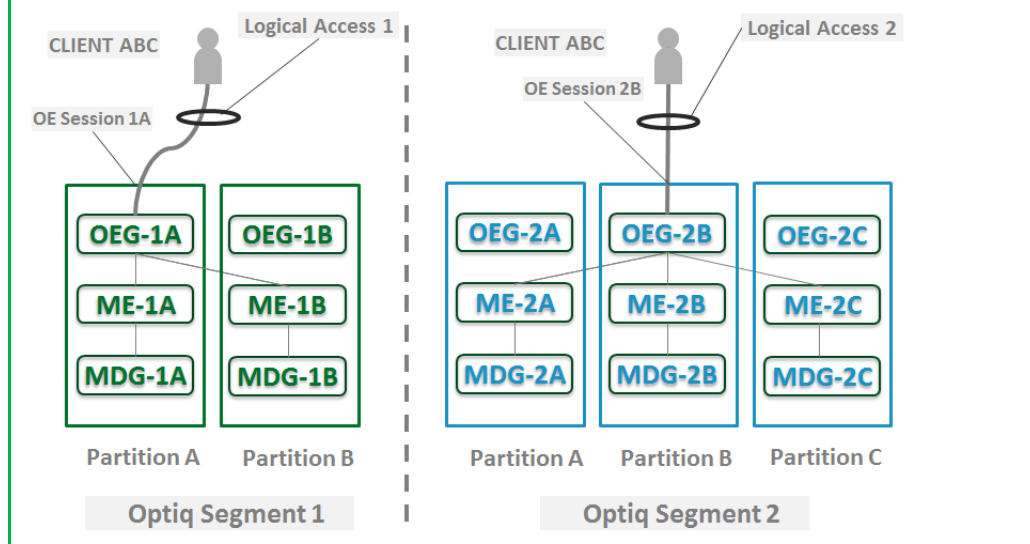 Logical Access 1
CLIENT ABC
OE Session 1A
OEG-1A
OEG-1B
ME-1A
ME-1B
MDG-1A
MDG-1B
Partition A
Partition B
Optiq Segment 1
Logical Access 2
CLIENT ABC
OE Session 2B
OEG-2A
OEG-2B
OEG-2C
ME-2A
ME-2B
ME-2C
MDG-2A
MDG-2B
MDG-2C
Partition A
Partition B
Partition C
Optiq Segment 2